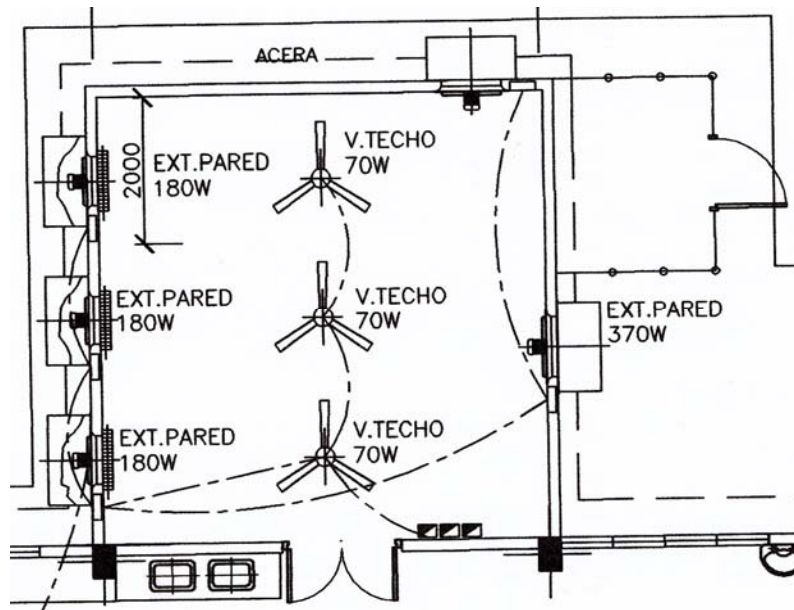 ACERA
V.TECHO
70W
2000
EXT.PARED
180W
EXT.PARED
180W
V.TECHO
70W
EXT.PARED
370W
EXT.PARED
180W
V.TECHO
70W